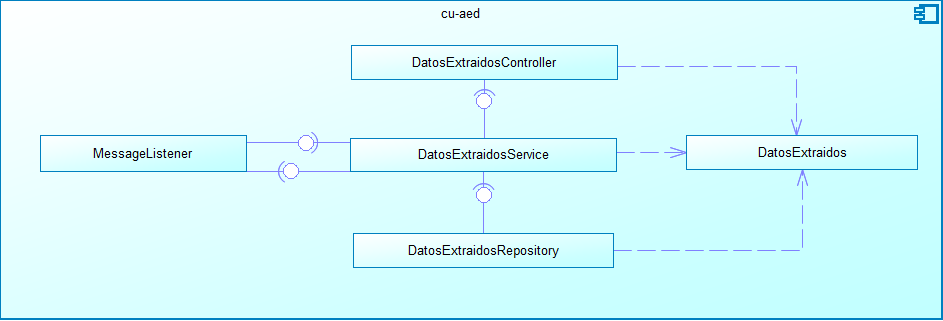 cu-aed
DatosExtraidosController
MessageListener
DatosExtraidosService
DatosExtraidos
DatosExtraidosRepository